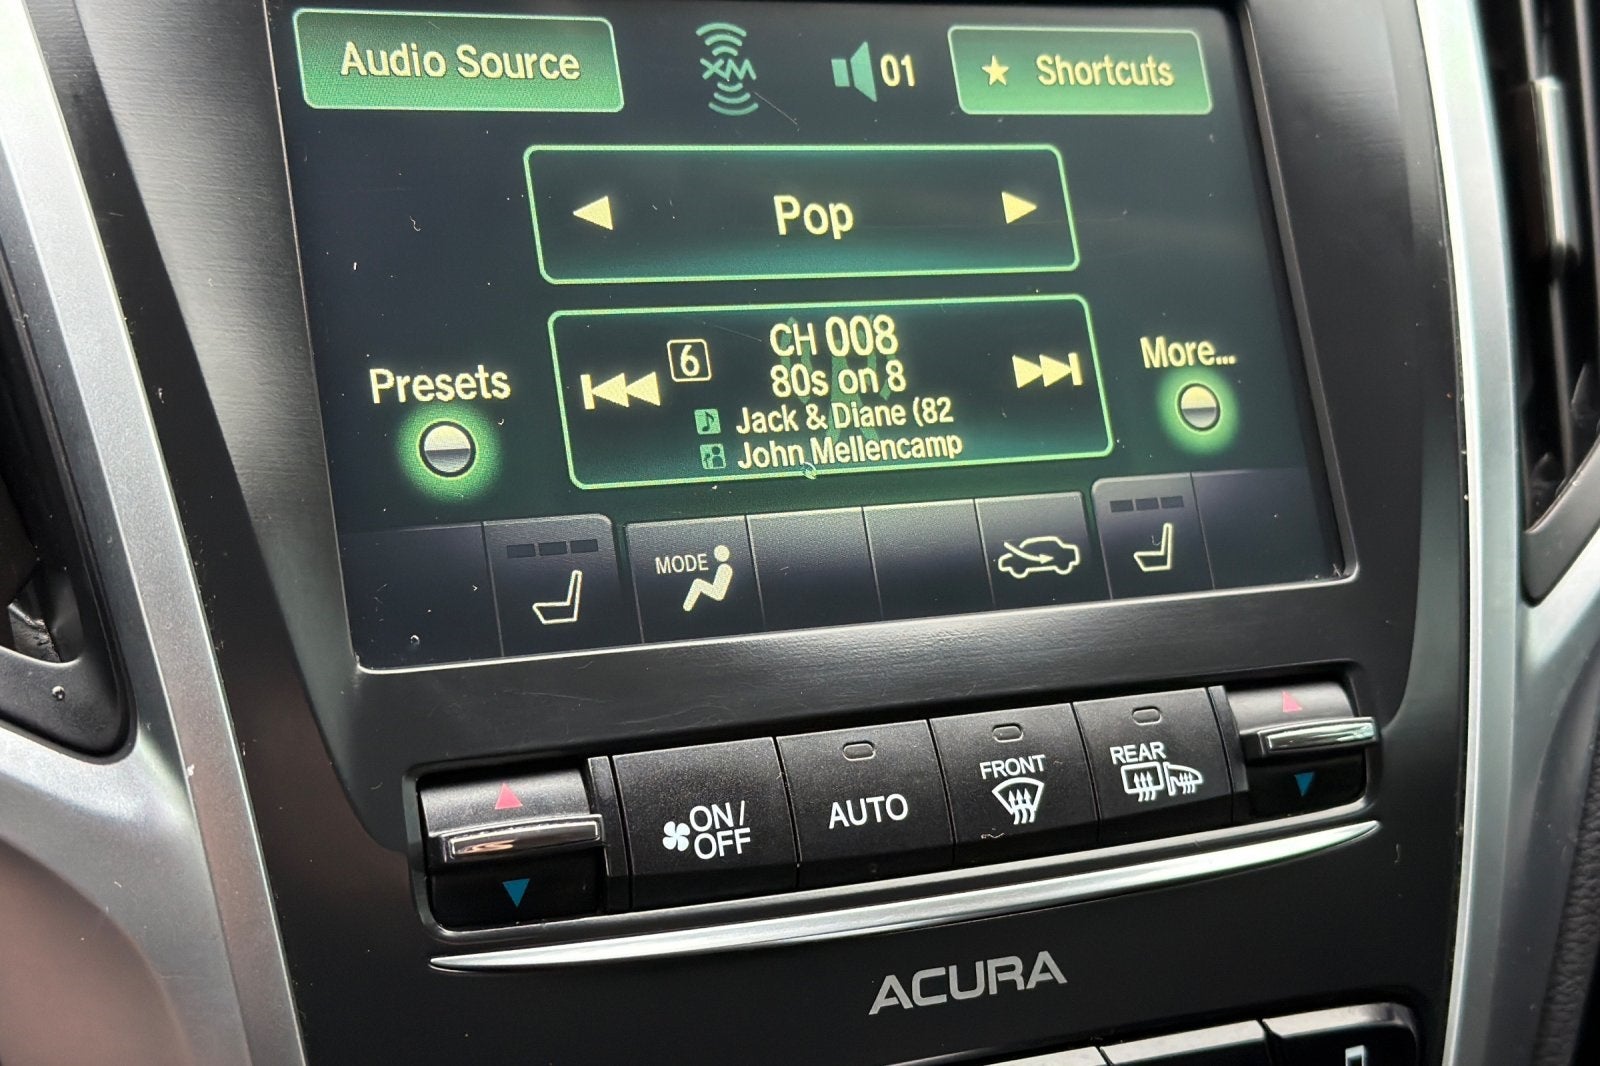 Audio Source
XM
01
★ Shortcuts
Pop
6
CH 008
80s on 8
Jack & Diane (82
John Mellencamp
Presets
More...
MODE
ON/
OFF
AUTO
FRONT
REAR
ACURA